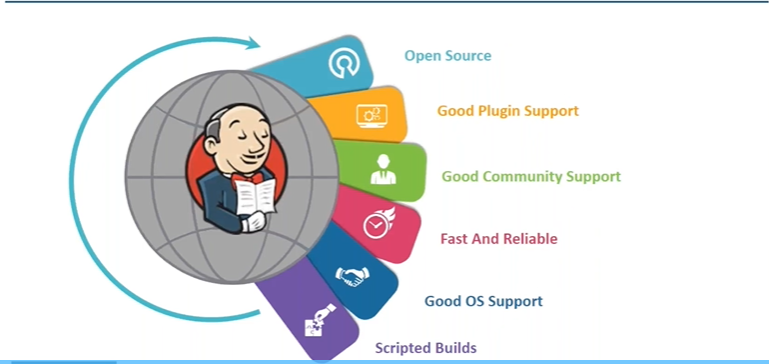 Open Source
Good Plugin Support
Good Community Support
Fast And Reliable
Good OS Support
Scripted Builds